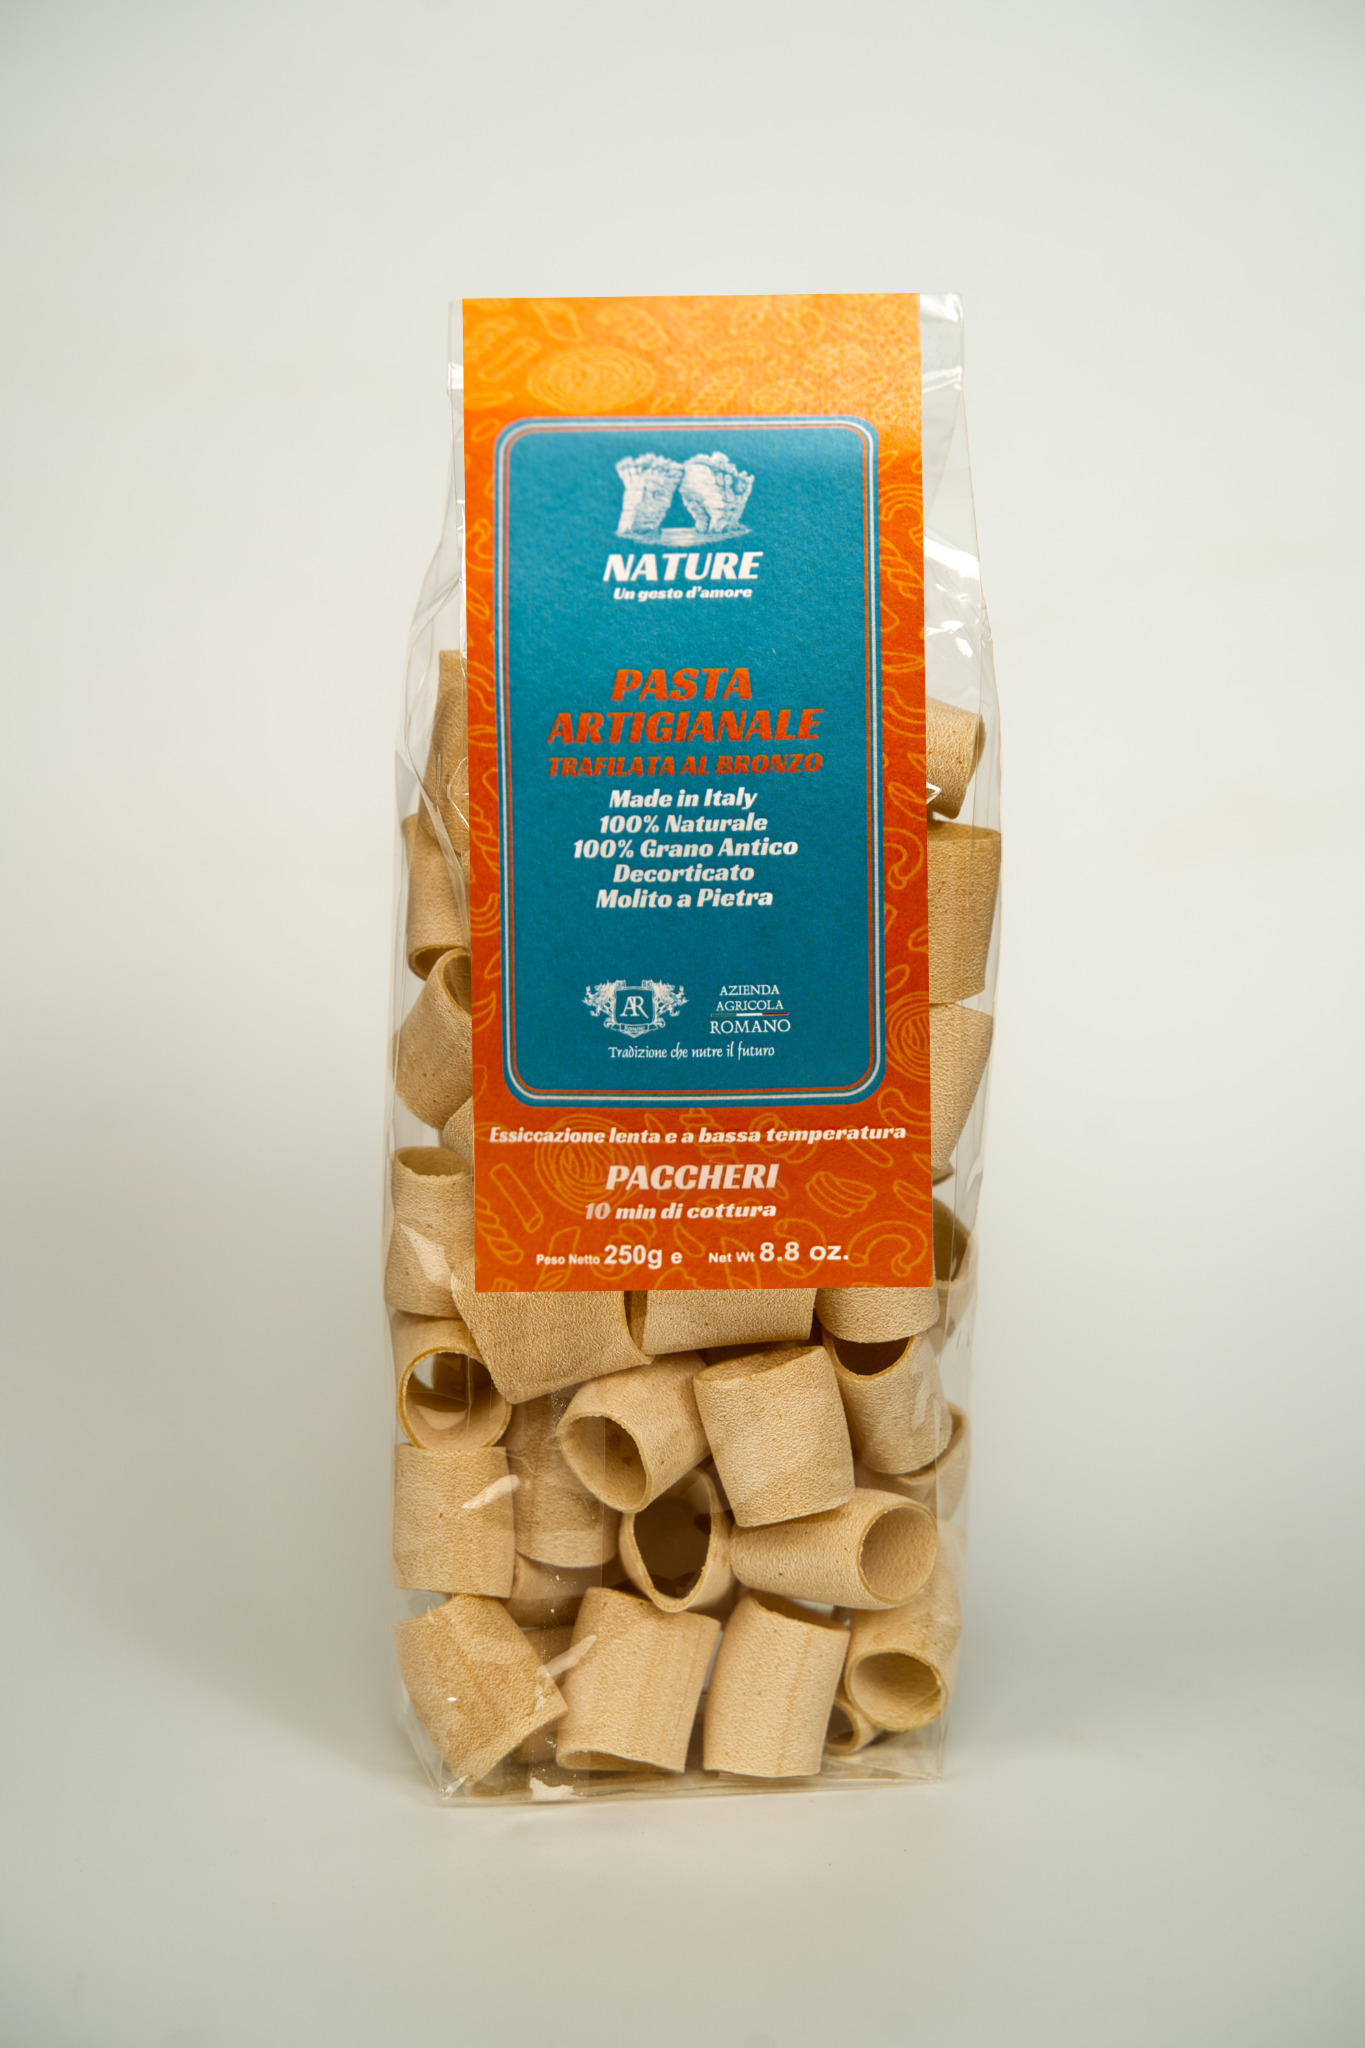 NATURE
Un gesto d'amore
PASTA
ARTIGIANALE
TRAFILATA AL BRONZO
Made in Italy
100% Naturale
100% Grano Antico
Decorticato
Molito a Pietra
AR
Romano
AZIENDA
AGRICOLA
ROMANO
Tradizione che nutre il futuro
Essiccazione lenta e a bassa temperatura
PACCHERI
10 min di cottura
Peso Netto 250g e Net Wt 8.8 oz.